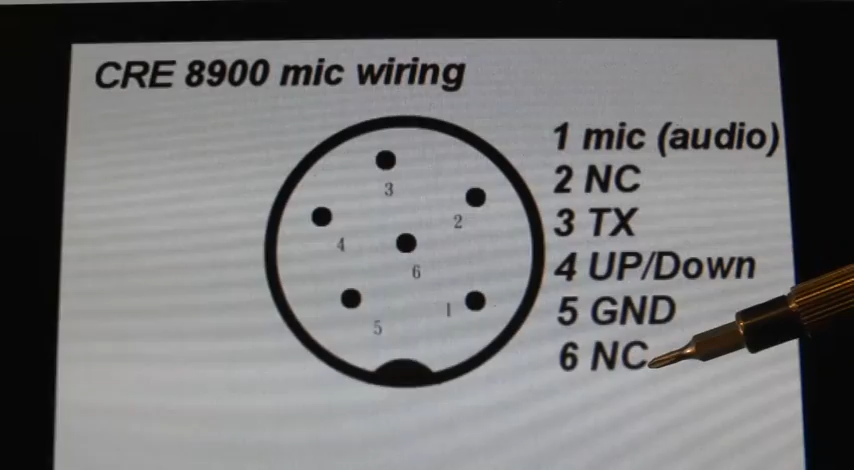 CRE 8900 mic wiring
1 mic (audio)
2 NC
3 TX
4 UP/Down
5 GND
6 NC
3
2
4
6
5
1